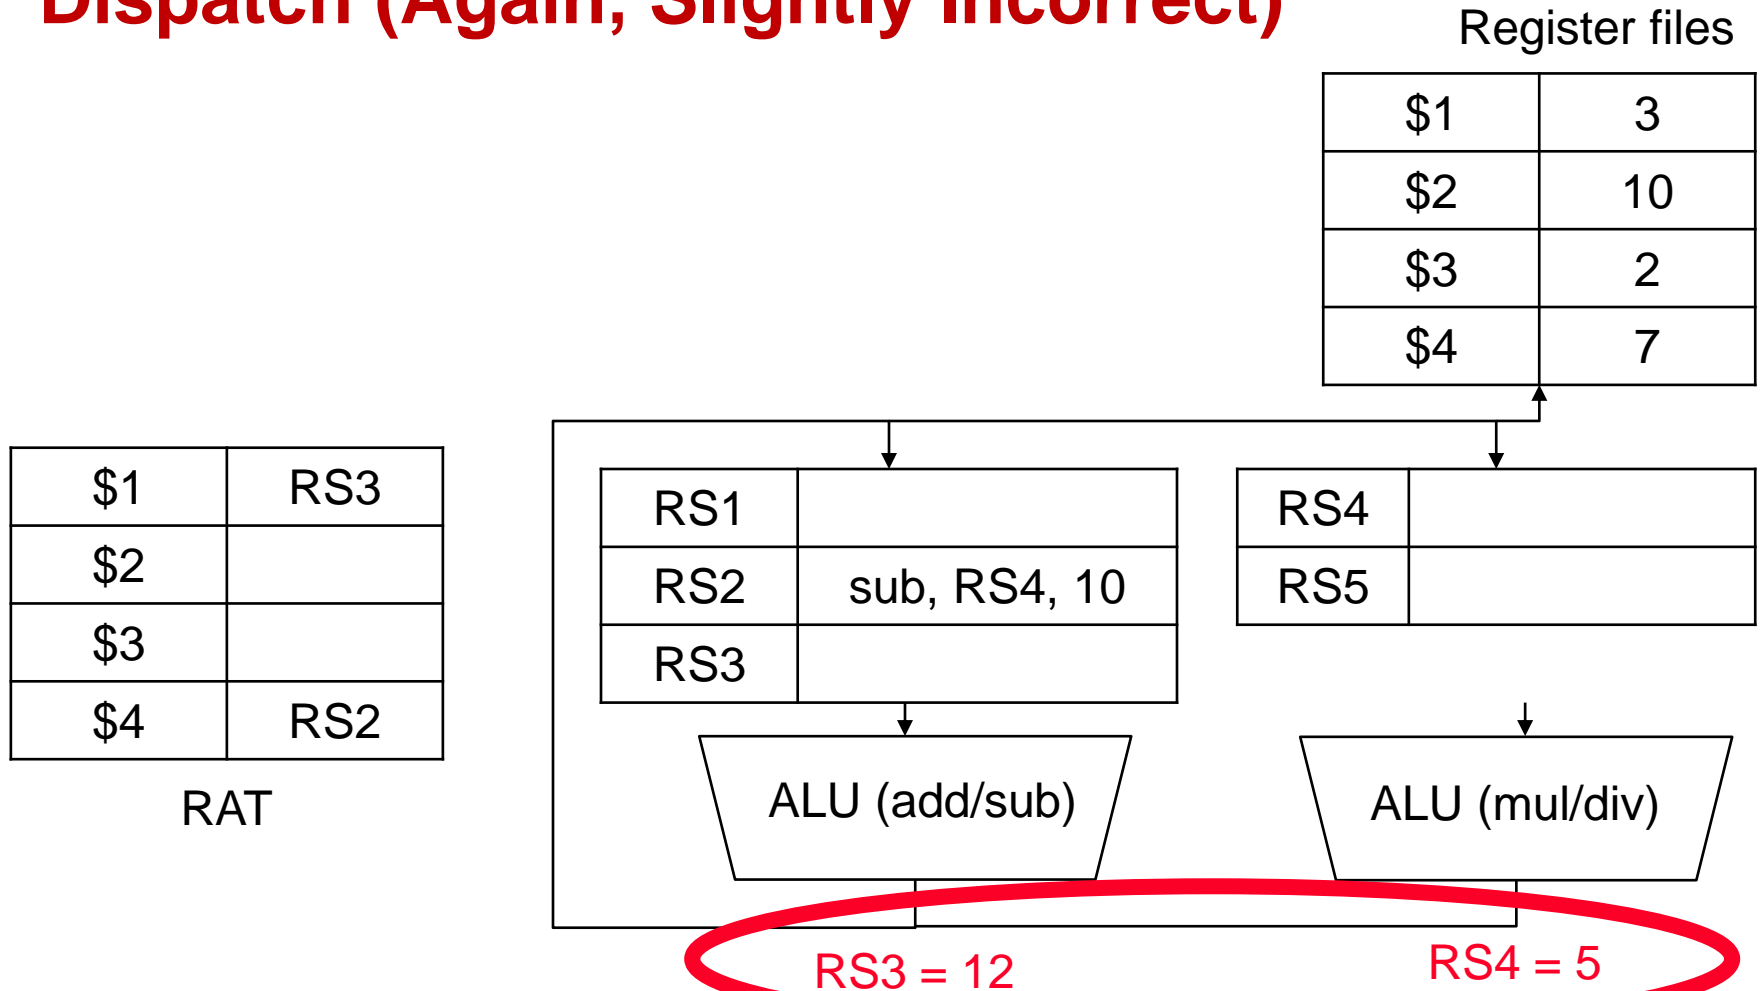 Dispatch (Again, Slightly Incorrect)
Register files
$1 3
$2 10
$3 2
$4 7
$1 RS3
$2
$3
$4 RS2
RAT
RS1
RS2 sub, RS4, 10
RS3
RS4
RS5
ALU (add/sub)
ALU (mul/div)
RS3 = 12
RS4 = 5